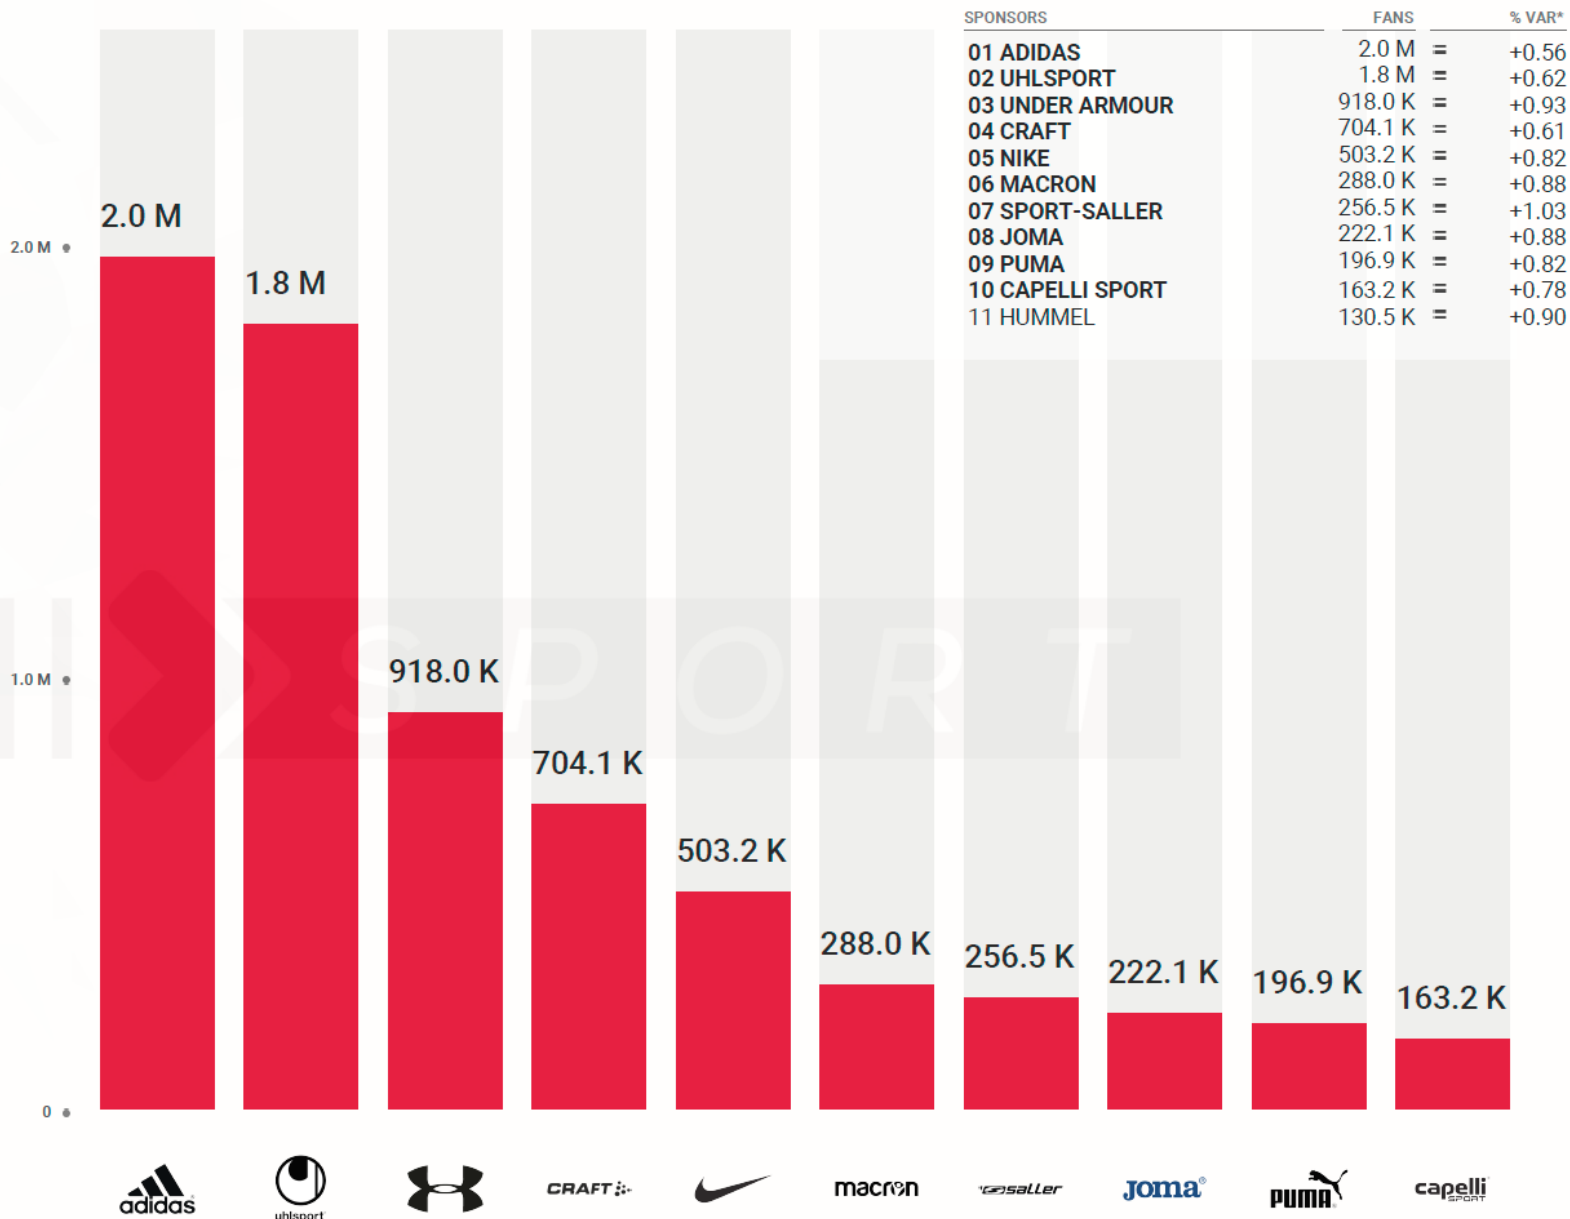 SPONSORS FANS % VAR*
01 ADIDAS 2.0 M = +0.56
02 UHLSPORT 1.8 M = +0.62
03 UNDER ARMOUR 918.0 K = +0.93
04 CRAFT 704.1 K = +0.61
05 NIKE 503.2 K = +0.82
06 MACRON 288.0 K = +0.88
07 SPORT-SALLER 256.5 K = +1.03
08 JOMA 222.1 K = +0.88
09 PUMA 196.9 K = +0.82
10 CAPELLI SPORT 163.2 K = +0.78
11 HUMMEL 130.5 K = +0.90
2.0 M
1.8 M
2.0 M
918.0 K
1.0 M
704.1 K
503.2 K
288.0 K
256.5 K
222.1 K
196.9 K
163.2 K
0
SPORT
adidas
uhlsport
CRAFT
macron
saller
Joma®
PUMA®
capelli
SPORT